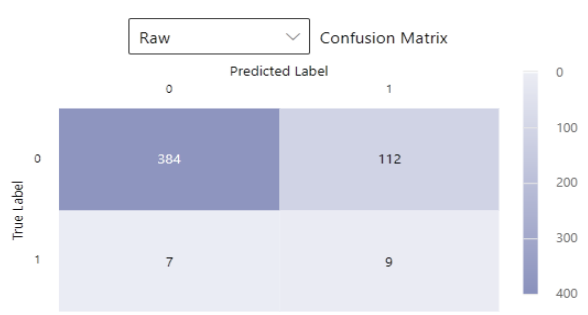 Raw Confusion Matrix
Predicted Label
0 1
0
100
200
300
400
True Label
0 384 112
1 7 9